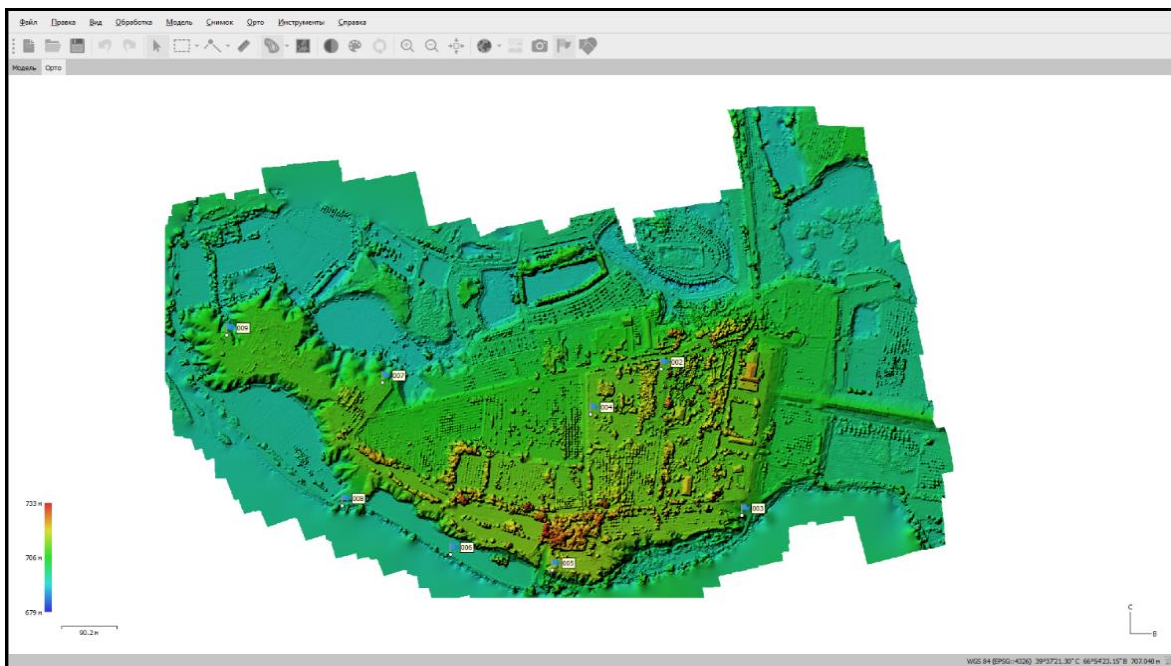 Файл Правка Вид Обработка Модель Снимок Орто Инструменты Справка
Модель Орто
009
002
007
004
008
003
006
005
733 м
706 м
679 м
90.2 м
С
В
WGS 84 (EPSG::4326) 39°37'21.30" С 66°54'23.15" В 707.048 м